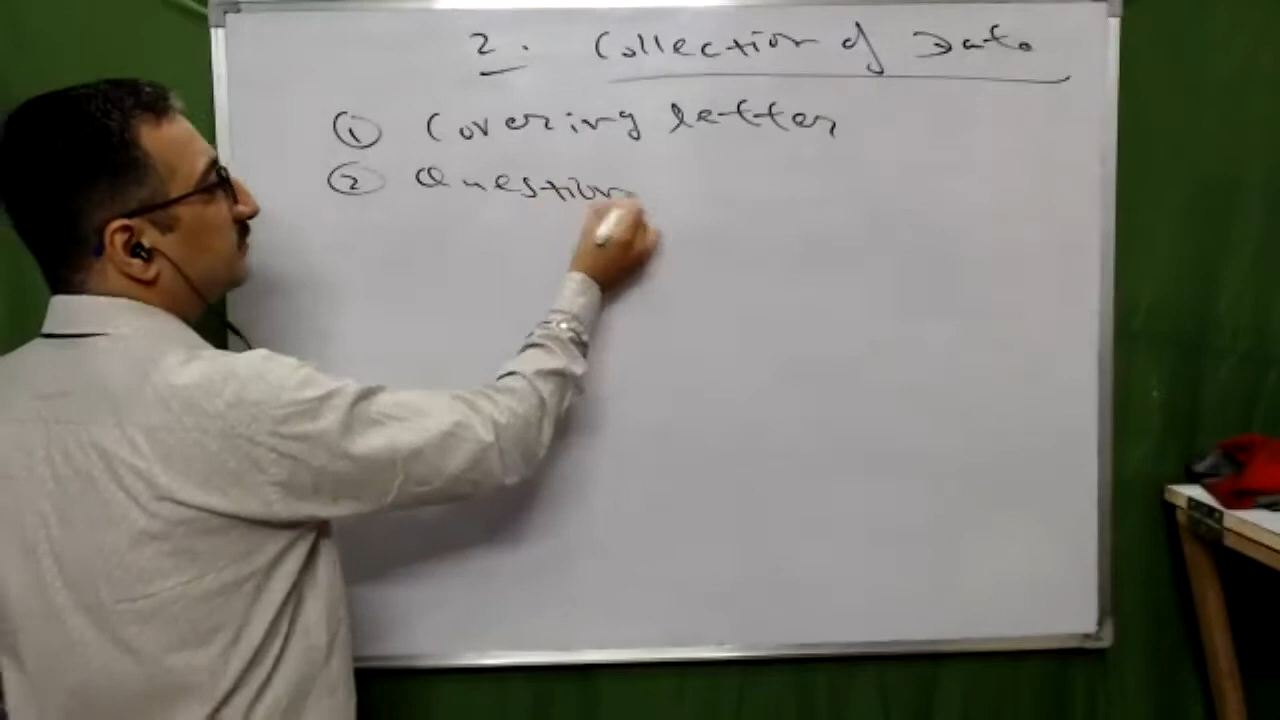 2. Collection of Data
① Covering letter
② Question